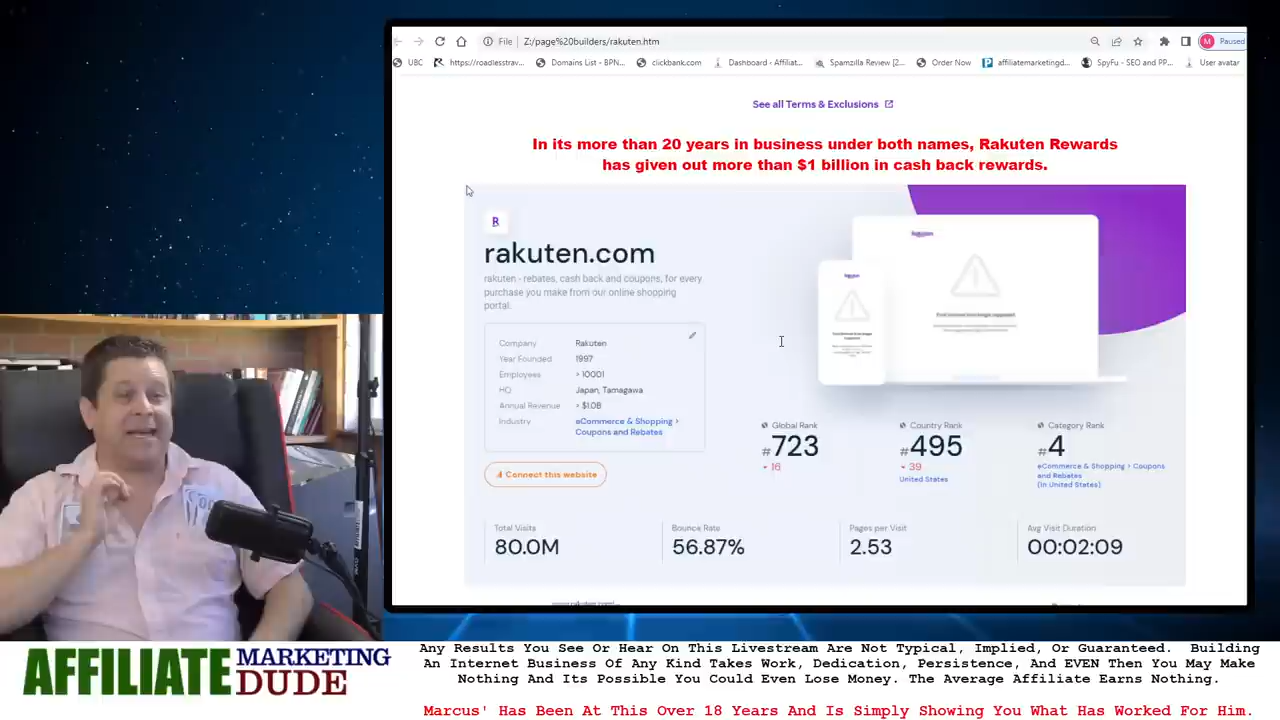 File Z:/page%20builders/rakuten.htm
M Paused
UBC https://roadlesstrav... Domains List - BPN... clickbank.com Dashboard ‹ Affiliat... Spamzilla Review [2... Order Now affiliatemarketingd... SpyFu - SEO and PP... User avatar
See all Terms & Exclusions
In its more than 20 years in business under both names, Rakuten Rewards
has given out more than $1 billion in cash back rewards.
R
rakuten.com
rakuten - rebates, cash back and coupons, for every
purchase you make from our online shopping
portal.
Company Rakuten
Year Founded 1997
Employees > 10001
HQ Japan, Tamagawa
Annual Revenue > $1.0B
Industry eCommerce & Shopping >
Coupons and Rebates
Connect this website
Rakuten
Global Rank Country Rank Category Rank
#723 #495 #4
16 39
United States
eCommerce & Shopping > Coupons
and Rebates
(In United States)
Total Visits Bounce Rate Pages per Visit Avg Visit Duration
80.0M 56.87% 2.53 00:02:09
AFFILIATE MARKETING
DUDE
Any Results You See Or Hear On This Livestream Are Not Typical, Implied, Or Guaranteed. Building
An Internet Business Of Any Kind Takes Work, Dedication, Persistence, And EVEN Then You May Make
Nothing And Its Possible You Could Even Lose Money. The Average Affiliate Earns Nothing.
Marcus' Has Been At This Over 18 Years And Is Simply Showing You What Has Worked For Him.